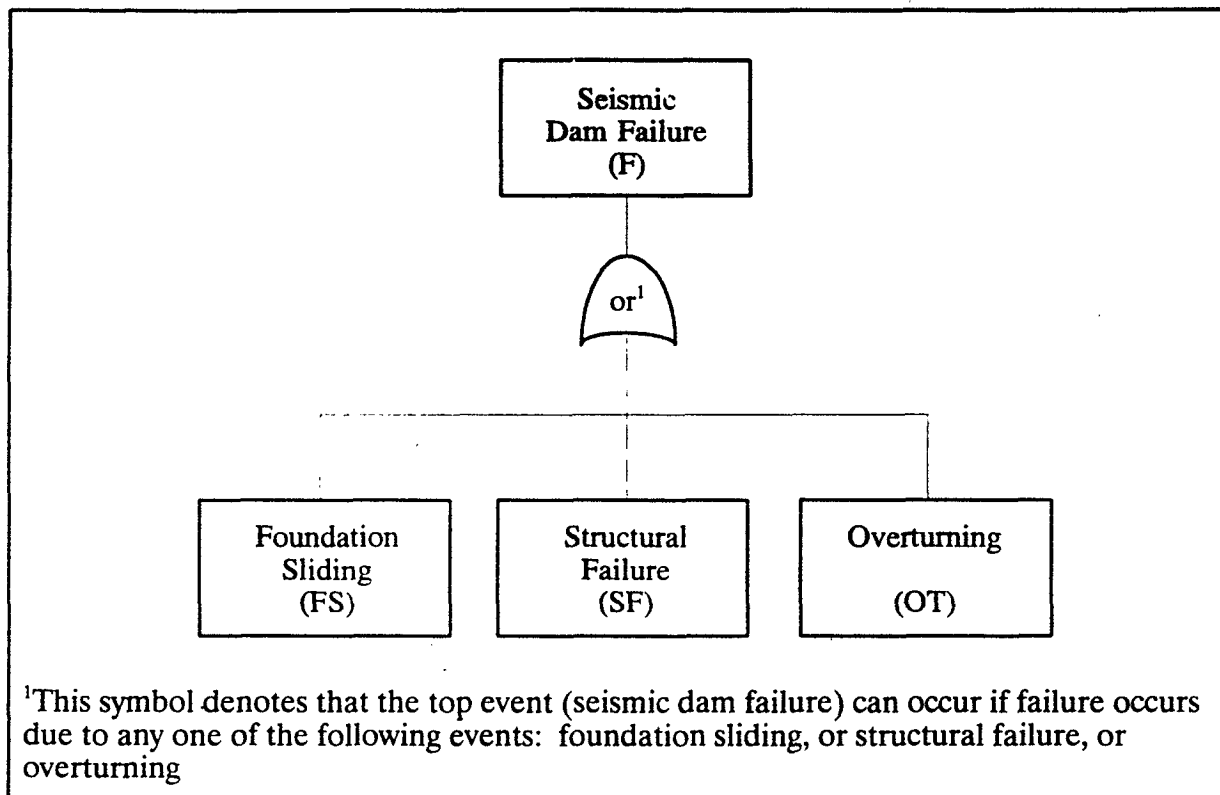 Seismic
Dam Failure
(F)
or¹
Foundation
Sliding
(FS)
Structural
Failure
(SF)
Overturning
(OT)
¹This symbol denotes that the top event (seismic dam failure) can occur if failure occurs
due to any one of the following events: foundation sliding, or structural failure, or
overturning